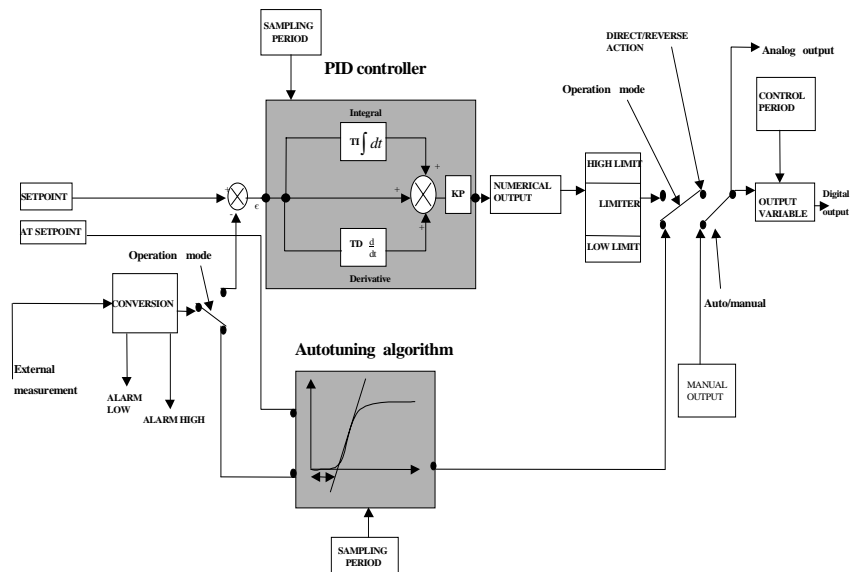 SAMPLING
PERIOD
DIRECT/REVERSE
ACTION
Analog output
PID controller
Operation mode
CONTROL
PERIOD
Integral
TI ∫ dt
+
HIGH LIMIT
+
+
KP
NUMERICAL
OUTPUT
SETPOINT
-
ε
LIMITER
OUTPUT
VARIABLE
Digital
output
AT SETPOINT
+
TD d/dt
LOW LIMIT
Operation mode
Derivative
CONVERSION
Auto/manual
Autotuning algorithm
External
measurement
ALARM
LOW
ALARM HIGH
MANUAL
OUTPUT
SAMPLING
PERIOD